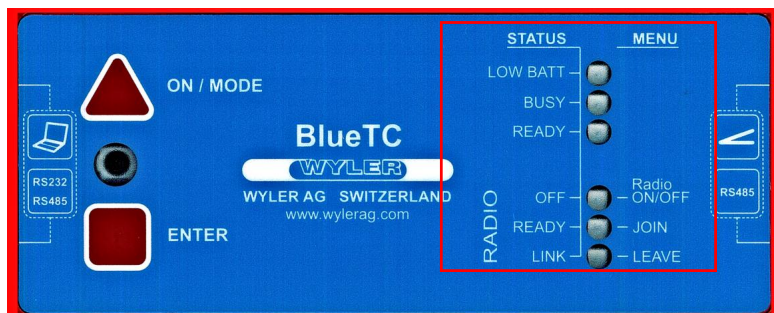 STATUS MENU
LOW BATT
BUSY
READY
ON / MODE
BlueTC
WYLER
WYLER AG SWITZERLAND
www.wylerag.com
RS232
RS485
ENTER
RADIO
OFF
Radio
ON/OFF
READY
JOIN
LINK
LEAVE
RS485